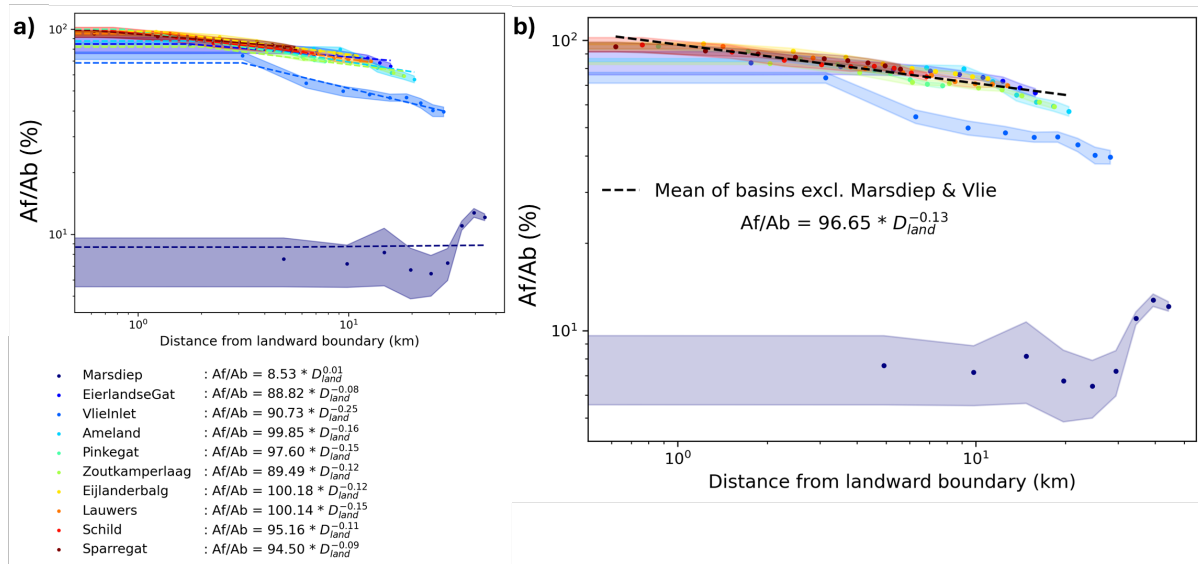 a)
Af/Ab (%)
10²
10¹
10⁰
10¹
Distance from landward boundary (km)
Marsdiep : Af/Ab = 8.53 * D_land^0.01
EierlandseGat : Af/Ab = 88.82 * D_land^−0.08
VlieInlet : Af/Ab = 90.73 * D_land^−0.25
Ameland : Af/Ab = 99.85 * D_land^−0.16
Pinkegat : Af/Ab = 97.60 * D_land^−0.15
Zoutkamperlaag : Af/Ab = 89.49 * D_land^−0.12
Eijlanderbalg : Af/Ab = 100.18 * D_land^−0.12
Lauwers : Af/Ab = 100.14 * D_land^−0.15
Schild : Af/Ab = 95.16 * D_land^−0.11
Sparregat : Af/Ab = 94.50 * D_land^−0.09
b)
Af/Ab (%)
10²
10¹
Mean of basins excl. Marsdiep & Vlie
Af/Ab = 96.65 * D_land^−0.13
10⁰
10¹
Distance from landward boundary (km)